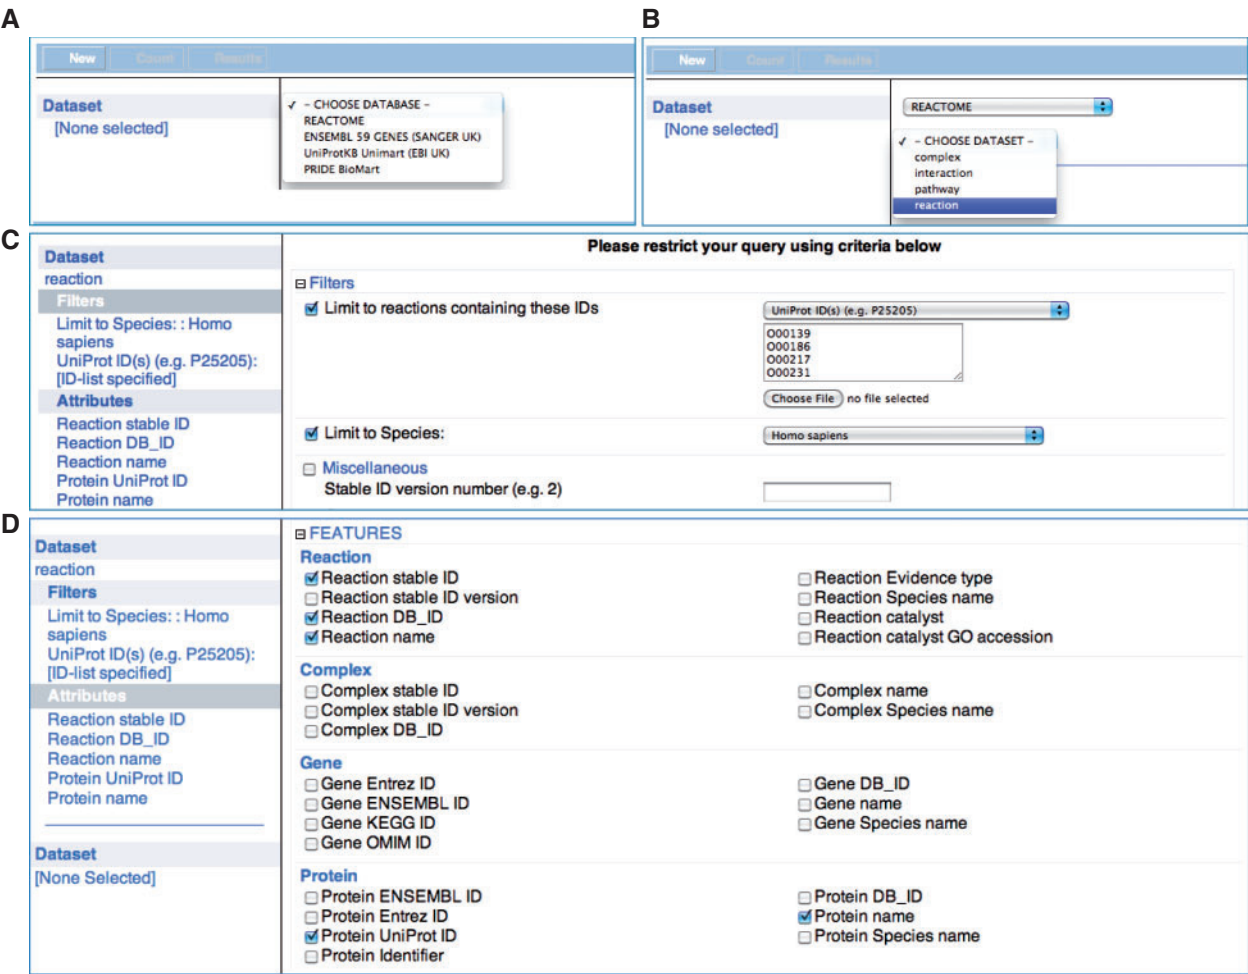 A
New Count Results
Dataset
[None selected]
✓ – CHOOSE DATABASE –
REACTOME
ENSEMBL 59 GENES (SANGER UK)
UniProtKB Unimart (EBI UK)
PRIDE BioMart
B
New Count Results
Dataset
[None selected]
REACTOME
✓ – CHOOSE DATASET –
complex
interaction
pathway
reaction
C
Dataset
reaction
Filters
Limit to Species: : Homo
sapiens
UniProt ID(s) (e.g. P25205):
[ID-list specified]
Attributes
Reaction stable ID
Reaction DB_ID
Reaction name
Protein UniProt ID
Protein name
Please restrict your query using criteria below
Filters
Limit to reactions containing these IDs
UniProt ID(s) (e.g. P25205)
O00139
O00186
O00217
O00231
Choose File no file selected
Limit to Species:
Homo sapiens
Miscellaneous
Stable ID version number (e.g. 2)
D
Dataset
reaction
Filters
Limit to Species: : Homo
sapiens
UniProt ID(s) (e.g. P25205):
[ID-list specified]
Attributes
Reaction stable ID
Reaction DB_ID
Reaction name
Protein UniProt ID
Protein name
Dataset
[None Selected]
FEATURES
Reaction
Reaction stable ID
Reaction stable ID version
Reaction DB_ID
Reaction name
Reaction Evidence type
Reaction Species name
Reaction catalyst
Reaction catalyst GO accession
Complex
Complex stable ID
Complex stable ID version
Complex DB_ID
Complex name
Complex Species name
Gene
Gene Entrez ID
Gene ENSEMBL ID
Gene KEGG ID
Gene OMIM ID
Gene DB_ID
Gene name
Gene Species name
Protein
Protein ENSEMBL ID
Protein Entrez ID
Protein UniProt ID
Protein Identifier
Protein DB_ID
Protein name
Protein Species name